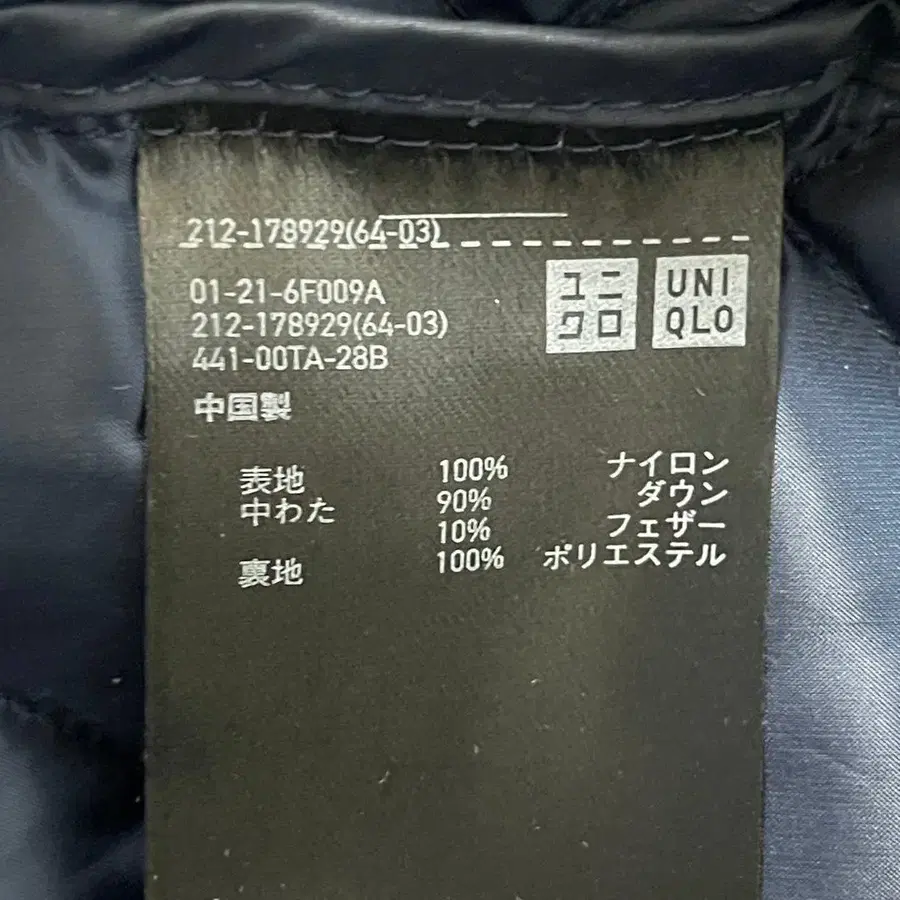 212-178929(64-03)
01-21-6F009A
212-178929(64-03)
441-00TA-28B
ユニ
クロ
UNI
QLO
中国製
表地 100% ナイロン
中わた 90% ダウン
10% フェザー
裏地 100% ポリエステル